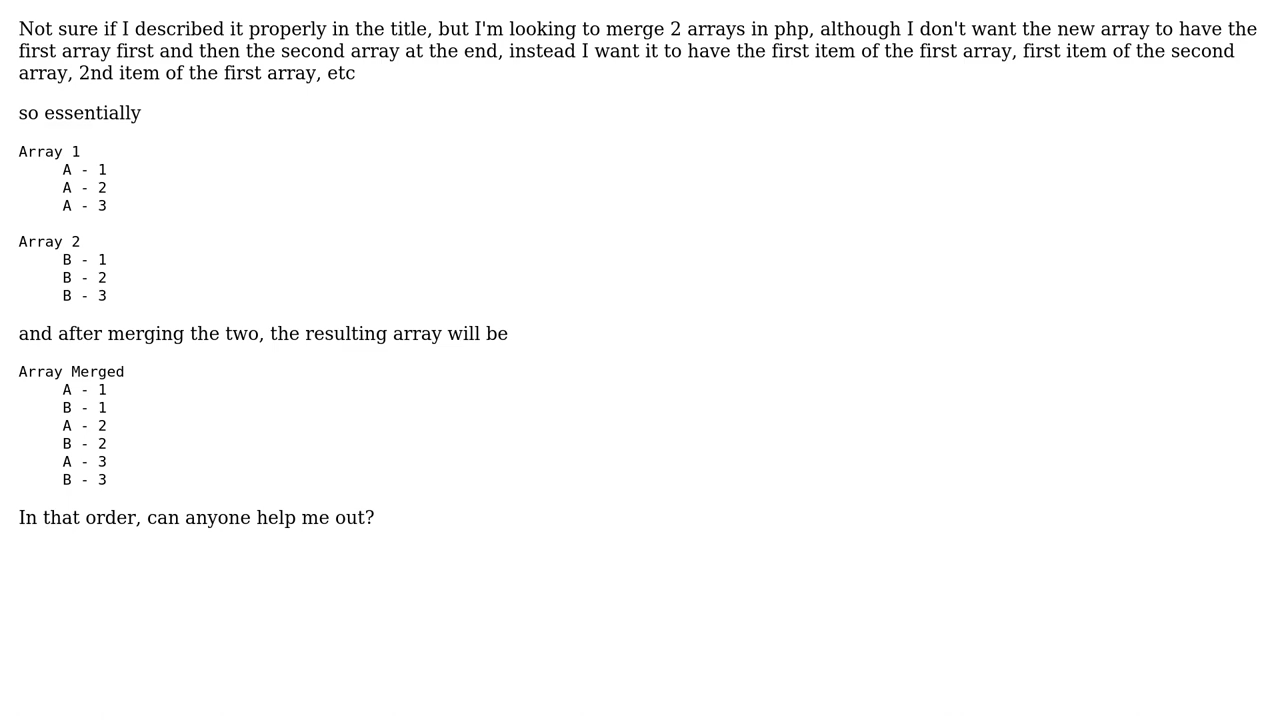 Not sure if I described it properly in the title, but I'm looking to merge 2 arrays in php, although I don't want the new array to have the
first array first and then the second array at the end, instead I want it to have the first item of the first array, first item of the second
array, 2nd item of the first array, etc
so essentially
Array 1
A - 1
A - 2
A - 3
Array 2
B - 1
B - 2
B - 3
and after merging the two, the resulting array will be
Array Merged
A - 1
B - 1
A - 2
B - 2
A - 3
B - 3
In that order, can anyone help me out?